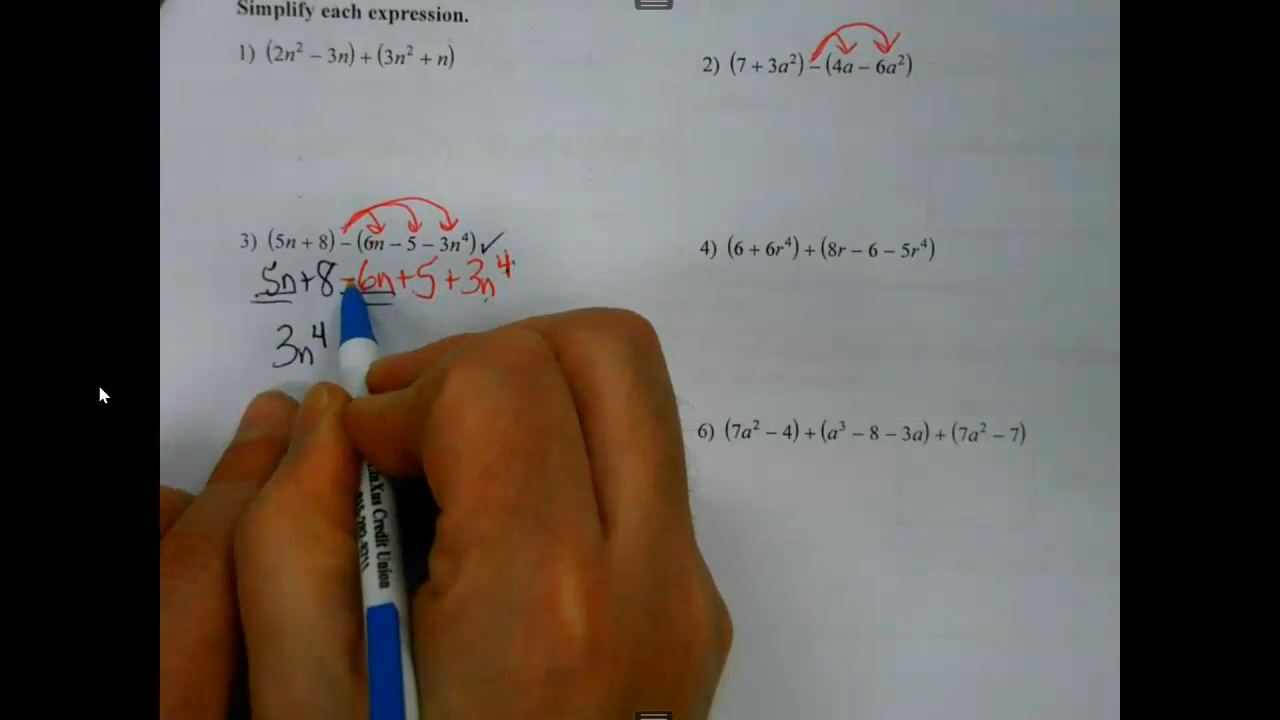 Simplify each expression.
1) (2n² − 3n) + (3n² + n)
2) (7 + 3a²) − (4a − 6a²)
3) (5n + 8) − (6n − 5 − 3n⁴) ✓
5n+8−6n+5+3n⁴
3n⁴
4) (6 + 6r⁴) + (8r − 6 − 5r⁴)
6) (7a² − 4) + (a³ − 8 − 3a) + (7a² − 7)
Credit Union